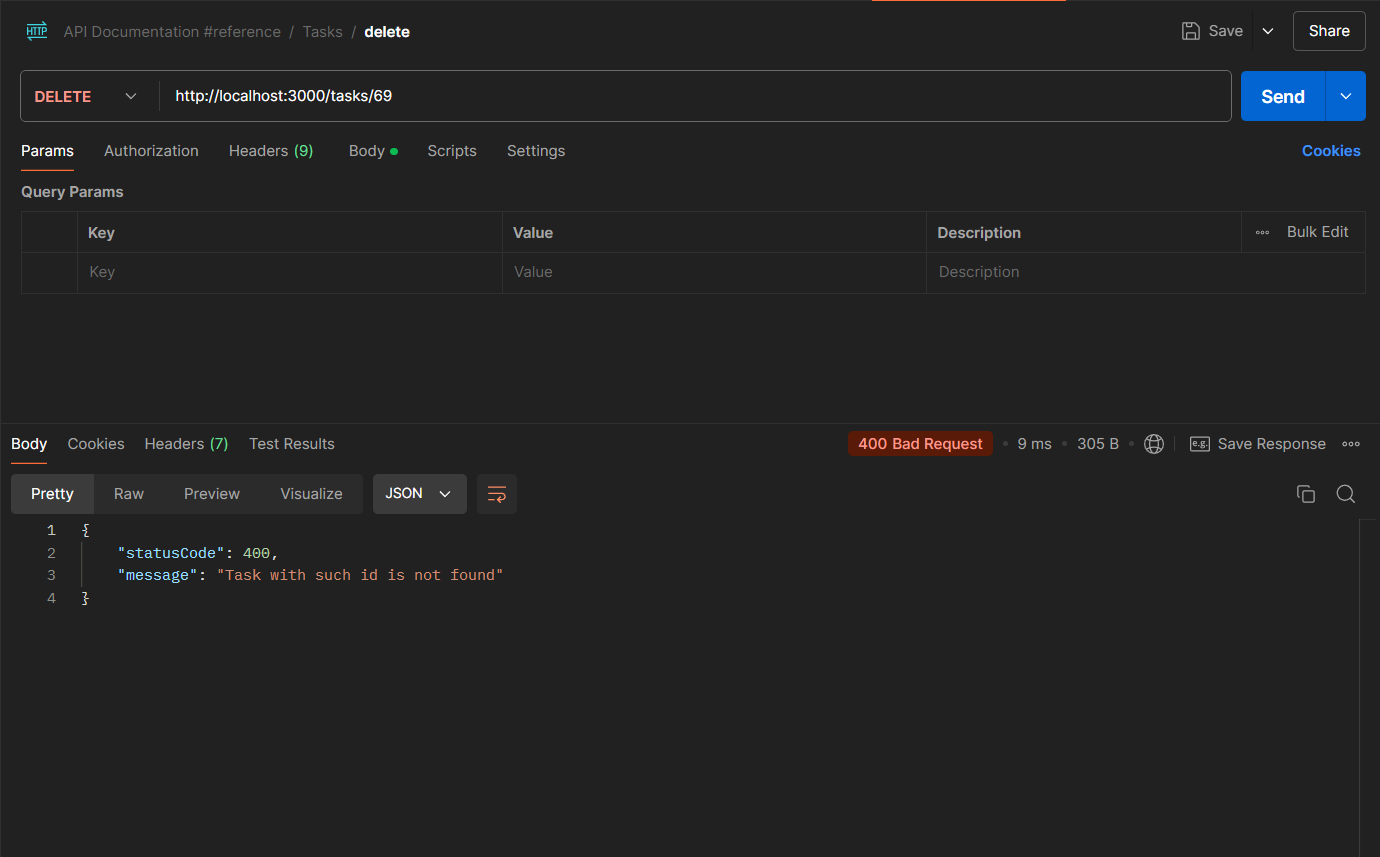 HTTP API Documentation #reference / Tasks / delete Save Share
DELETE http://localhost:3000/tasks/69 Send
Params Authorization Headers (9) Body Scripts Settings Cookies
Query Params
Key Value Description Bulk Edit
Key Value Description
Body Cookies Headers (7) Test Results 400 Bad Request 9 ms 305 B e.g. Save Response
Pretty Raw Preview Visualize JSON
1 {
2 "statusCode": 400,
3 "message": "Task with such id is not found"
4 }